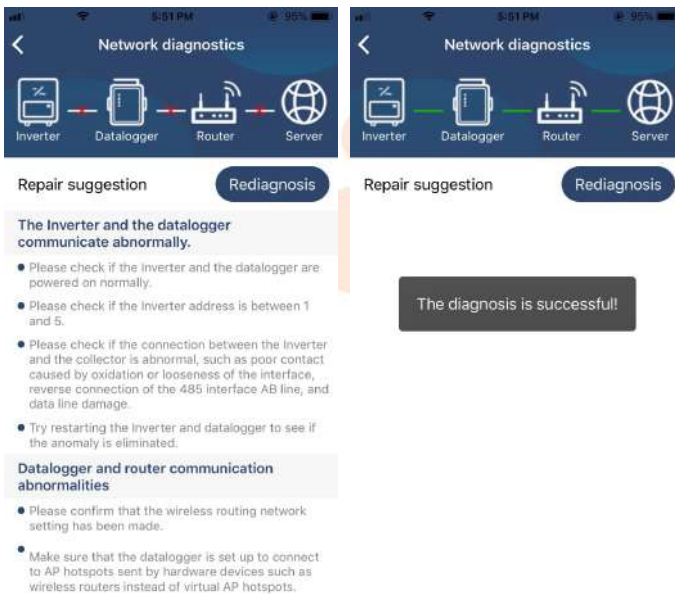 5:51 PM
95%
Network diagnostics
Inverter
Datalogger
Router
Server
Repair suggestion
Rediagnosis
The Inverter and the datalogger
communicate abnormally.
Please check if the Inverter and the datalogger are
powered on normally.
Please check if the Inverter address is between 1
and 5.
Please check if the connection between the Inverter
and the collector is abnormal, such as poor contact
caused by oxidation or looseness of the interface,
reverse connection of the 485 interface AB line, and
data line damage.
Try restarting the Inverter and datalogger to see if
the anomaly is eliminated.
Datalogger and router communication
abnormalities
Please confirm that the wireless routing network
setting has been made.
Make sure that the datalogger is set up to connect
to AP hotspots sent by hardware devices such as
wireless routers instead of virtual AP hotspots.
5:51 PM
95%
Network diagnostics
Inverter
Datalogger
Router
Server
Repair suggestion
Rediagnosis
The diagnosis is successful!